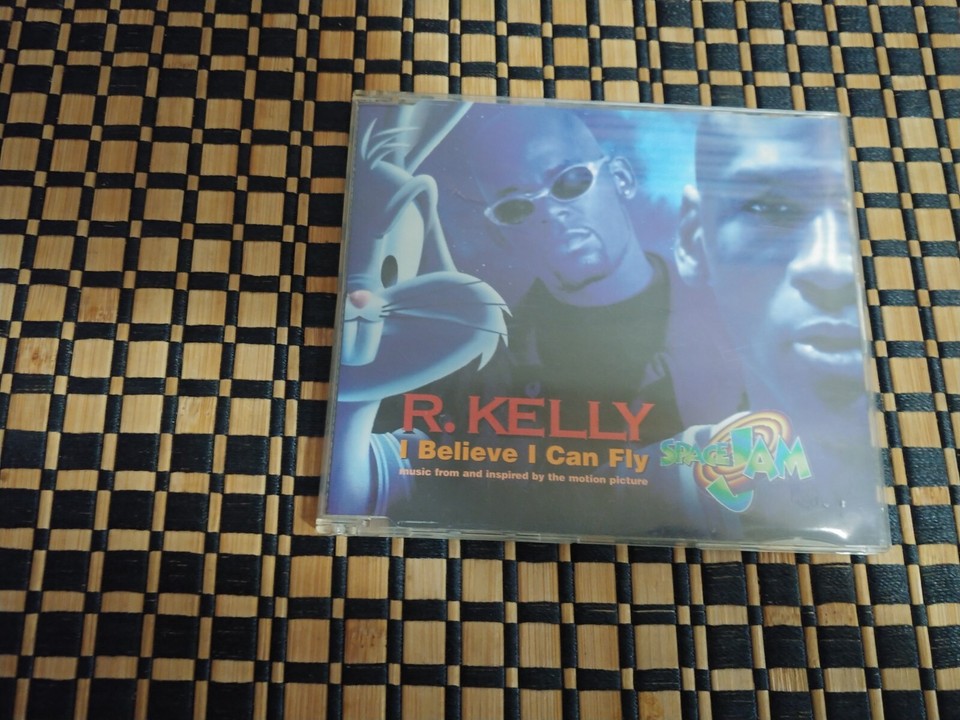 R. KELLY
I Believe I Can Fly
music from and inspired by the motion picture
SPACE JAM